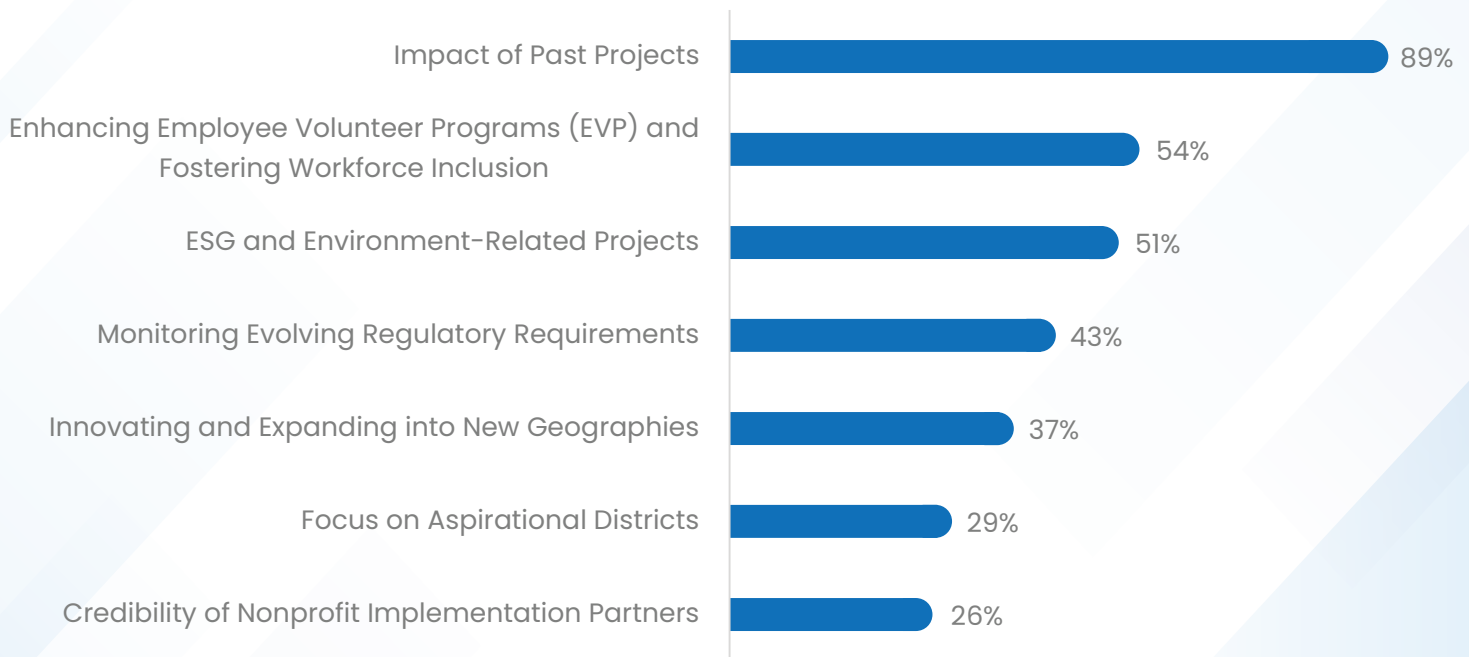 Impact of Past Projects 89%
Enhancing Employee Volunteer Programs (EVP) and
Fostering Workforce Inclusion 54%
ESG and Environment-Related Projects 51%
Monitoring Evolving Regulatory Requirements 43%
Innovating and Expanding into New Geographies 37%
Focus on Aspirational Districts 29%
Credibility of Nonprofit Implementation Partners 26%